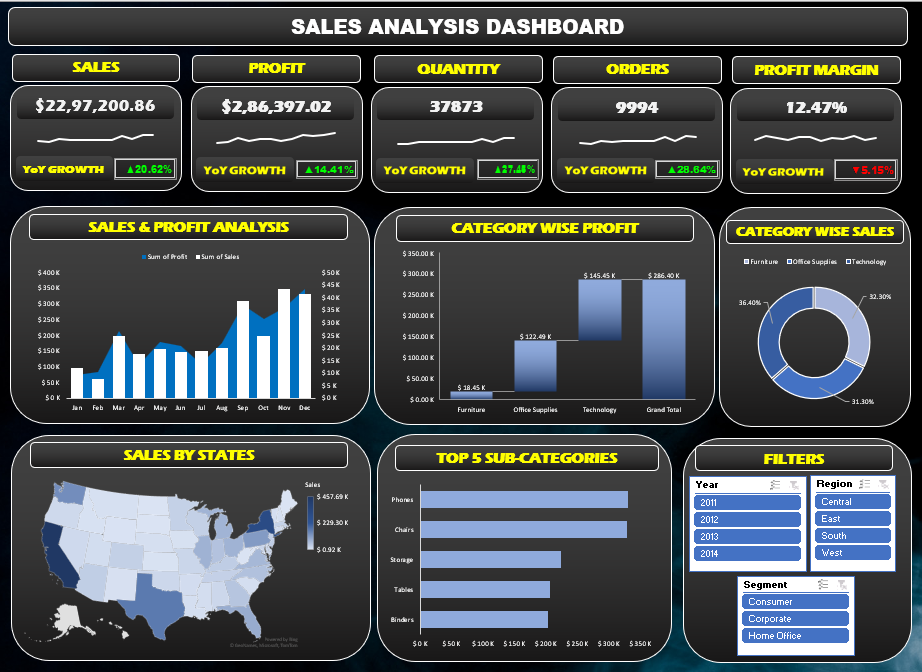 SALES ANALYSIS DASHBOARD
SALES
PROFIT
QUANTITY
ORDERS
PROFIT MARGIN
$22,97,200.86
$2,86,397.02
37873
9994
12.47%
YoY GROWTH ▲20.62%
YoY GROWTH ▲14.41%
YoY GROWTH
YoY GROWTH ▲28.64%
YoY GROWTH ▼5.15%
SALES & PROFIT ANALYSIS
Sum of Profit Sum of Sales
$ 400 K
$ 350 K
$ 300 K
$ 250 K
$ 200 K
$ 150 K
$ 100 K
$ 50 K
$ 0 K
$ 50 K
$ 45 K
$ 40 K
$ 35 K
$ 30 K
$ 25 K
$ 20 K
$ 15 K
$ 10 K
$ 5 K
$ 0 K
Jan Feb Mar Apr May Jun Jul Aug Sep Oct Nov Dec
CATEGORY WISE PROFIT
$ 350.00 K
$ 300.00 K
$ 250.00 K
$ 200.00 K
$ 150.00 K
$ 100.00 K
$ 50.00 K
$ 0.00 K
$ 18.45 K
$ 122.49 K
$ 145.45 K
$ 286.40 K
Furniture Office Supplies Technology Grand Total
CATEGORY WISE SALES
Furniture Office Supplies Technology
36.40%
32.30%
31.30%
SALES BY STATES
Sales
$ 457.69 K
$ 229.30 K
$ 0.92 K
Powered by Bing
© GeoNames, Microsoft, TomTom
TOP 5 SUB-CATEGORIES
Phones
Chairs
Storage
Tables
Binders
$ 0 K $ 50 K $ 100 K $ 150 K $ 200 K $ 250 K $ 300 K $ 350 K
FILTERS
Year
2011
2012
2013
2014
Region
Central
East
South
West
Segment
Consumer
Corporate
Home Office